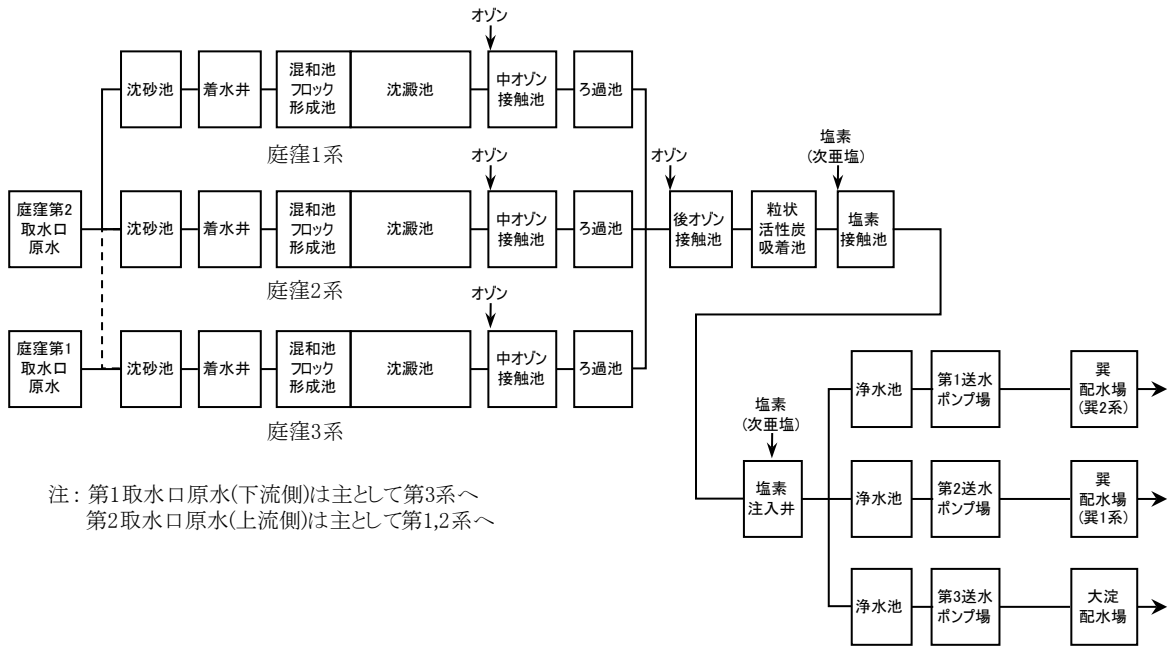 オゾン
沈砂池
着水井
混和池
フロック
形成池
沈澱池
中オゾン
接触池
ろ過池
庭窪1系
庭窪第2
取水口
原水
オゾン
沈砂池
着水井
混和池
フロック
形成池
沈澱池
中オゾン
接触池
ろ過池
庭窪2系
オゾン
後オゾン
接触池
粒状
活性炭
吸着池
塩素
(次亜塩)
塩素
接触池
庭窪第1
取水口
原水
オゾン
沈砂池
着水井
混和池
フロック
形成池
沈澱池
中オゾン
接触池
ろ過池
庭窪3系
塩素
(次亜塩)
塩素
注入井
浄水池
第1送水
ポンプ場
巽
配水場
(巽2系)
浄水池
第2送水
ポンプ場
巽
配水場
(巽1系)
浄水池
第3送水
ポンプ場
大淀
配水場
注: 第1取水口原水(下流側)は主として第3系へ
第2取水口原水(上流側)は主として第1,2系へ